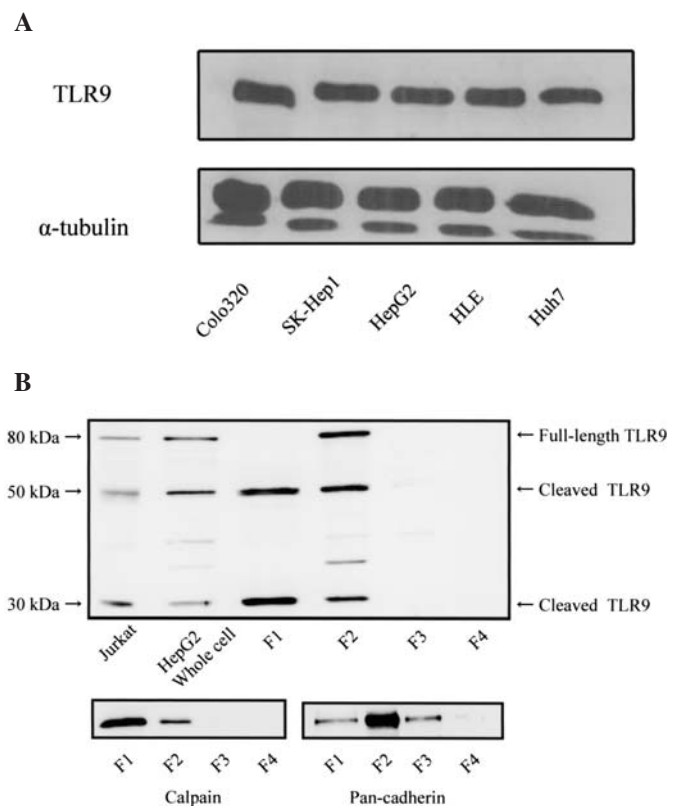 A
TLR9
α-tubulin
Colo320
SK-Hep1
HepG2
HLE
Huh7
B
80 kDa → ← Full-length TLR9
50 kDa → ← Cleaved TLR9
30 kDa → ← Cleaved TLR9
Jurkat
HepG2
Whole cell
F1
F2
F3
F4
F1
F2
F3
F4
F1
F2
F3
F4
Calpain
Pan-cadherin